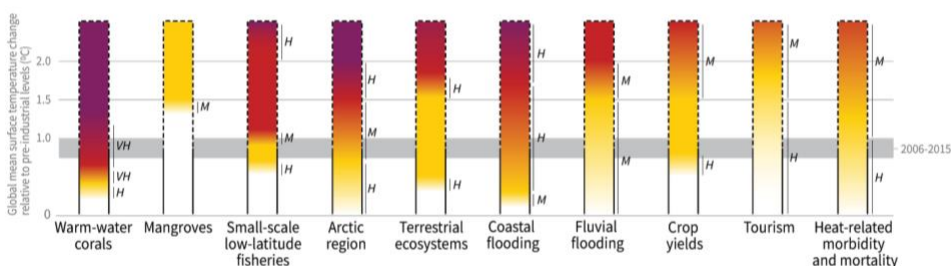 Global mean surface temperature change
relative to pre-industrial levels (ºC)
2.0
1.5
1.0
0
2006-2015
VH
VH
H
M
H
M
H
H
M
H
H
H
H
H
M
M
M
M
H
M
H
M
H
Warm-water
corals
Mangroves
Small-scale
low-latitude
fisheries
Arctic
region
Terrestrial
ecosystems
Coastal
flooding
Fluvial
flooding
Crop
yields
Tourism
Heat-related
morbidity
and mortality